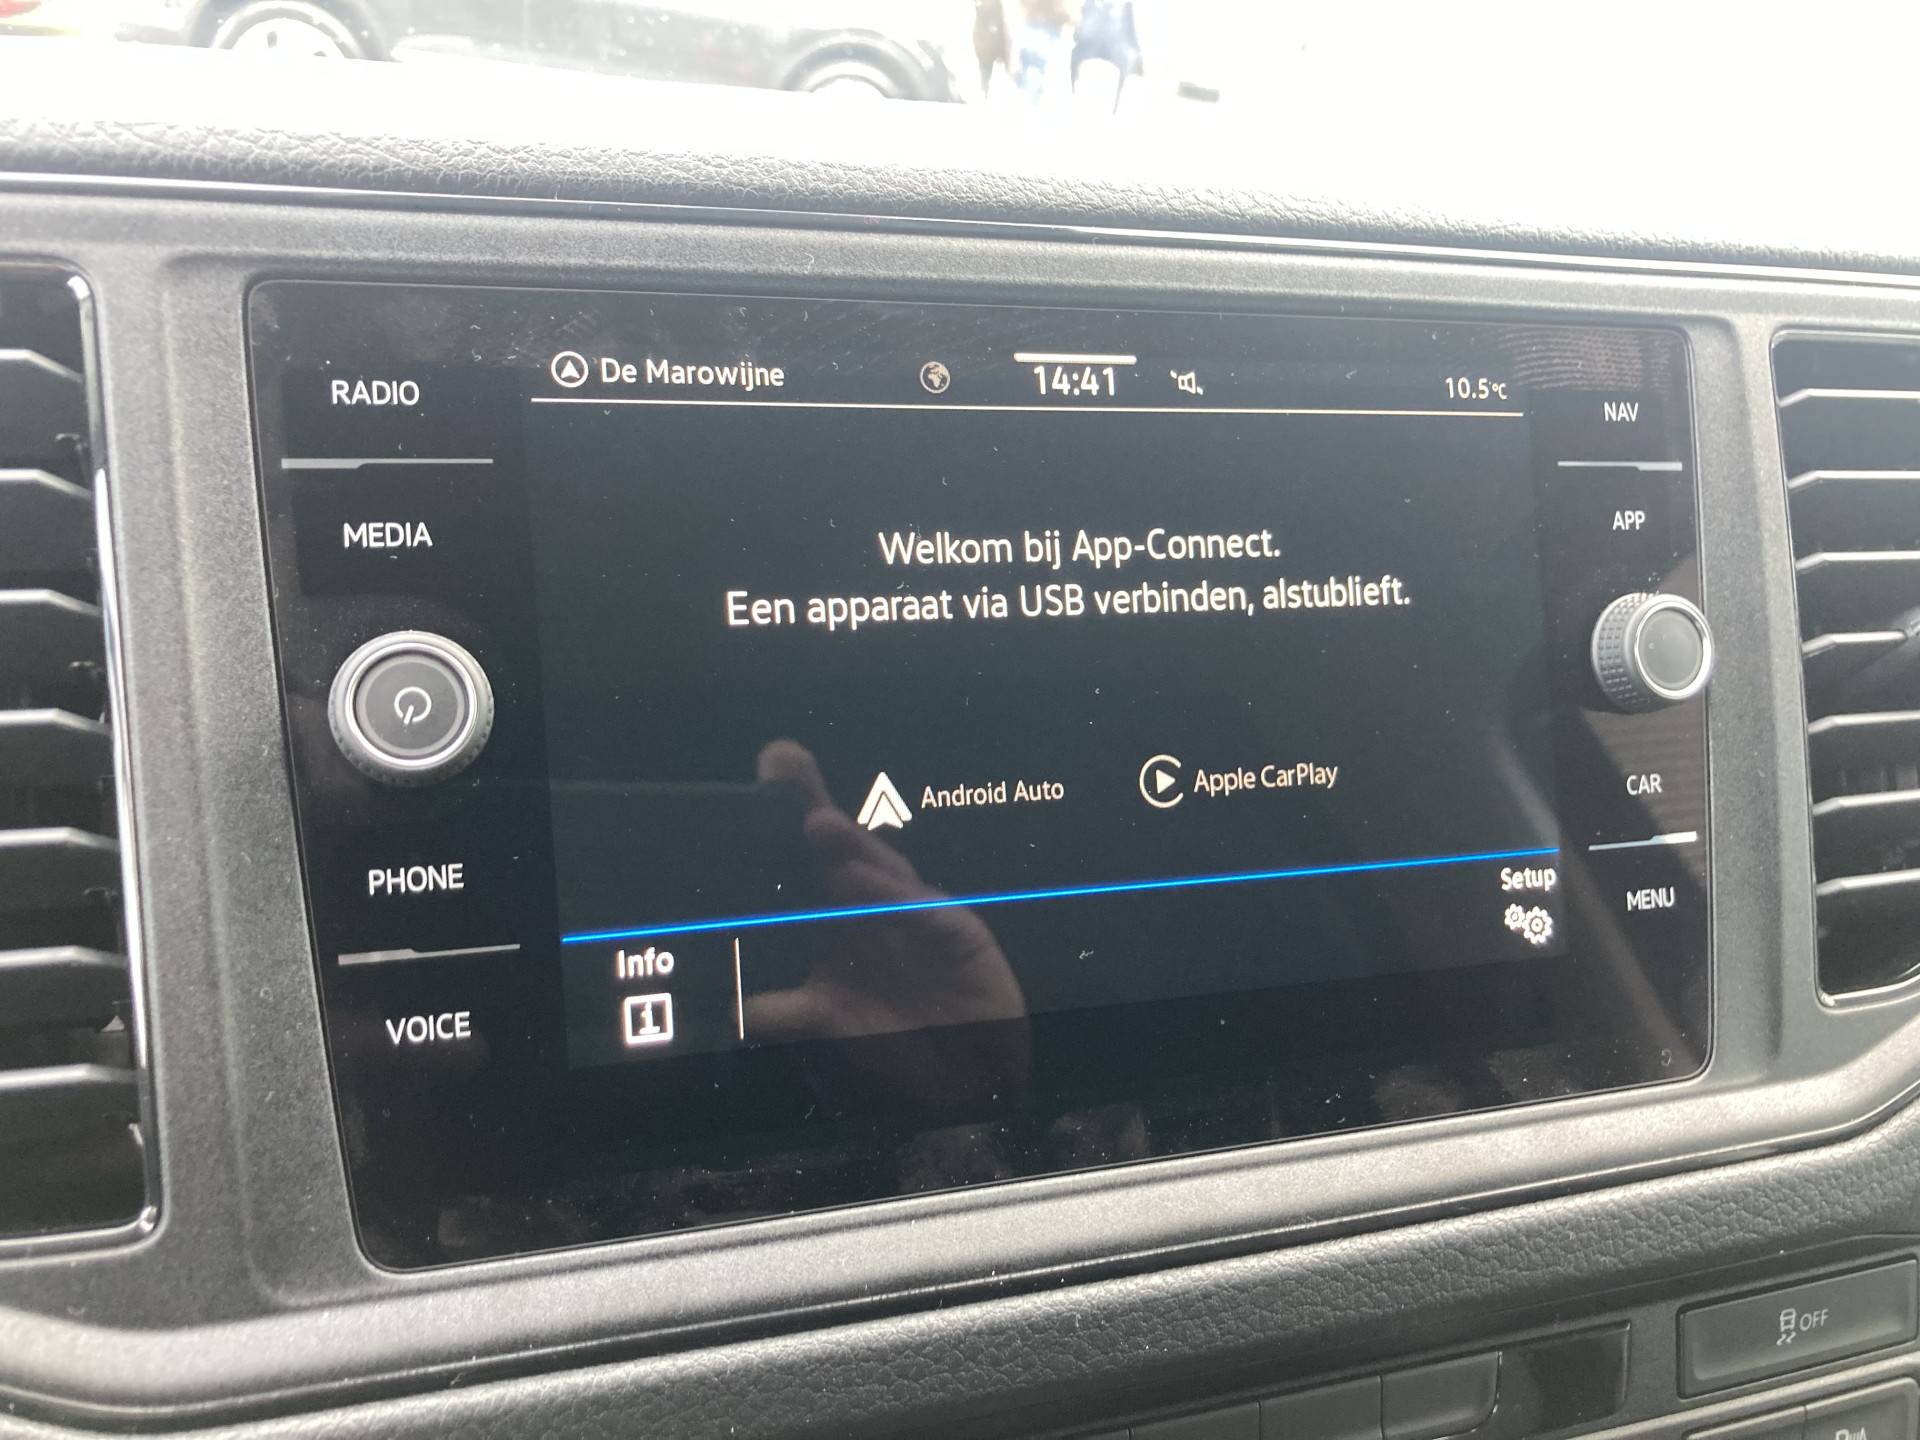 De Marowijne
14:41
10.5°C
RADIO
MEDIA
PHONE
VOICE
Welkom bij App-Connect.
Een apparaat via USB verbinden, alstublieft.
Android Auto
Apple CarPlay
Info
Setup
NAV
APP
CAR
MENU
OFF